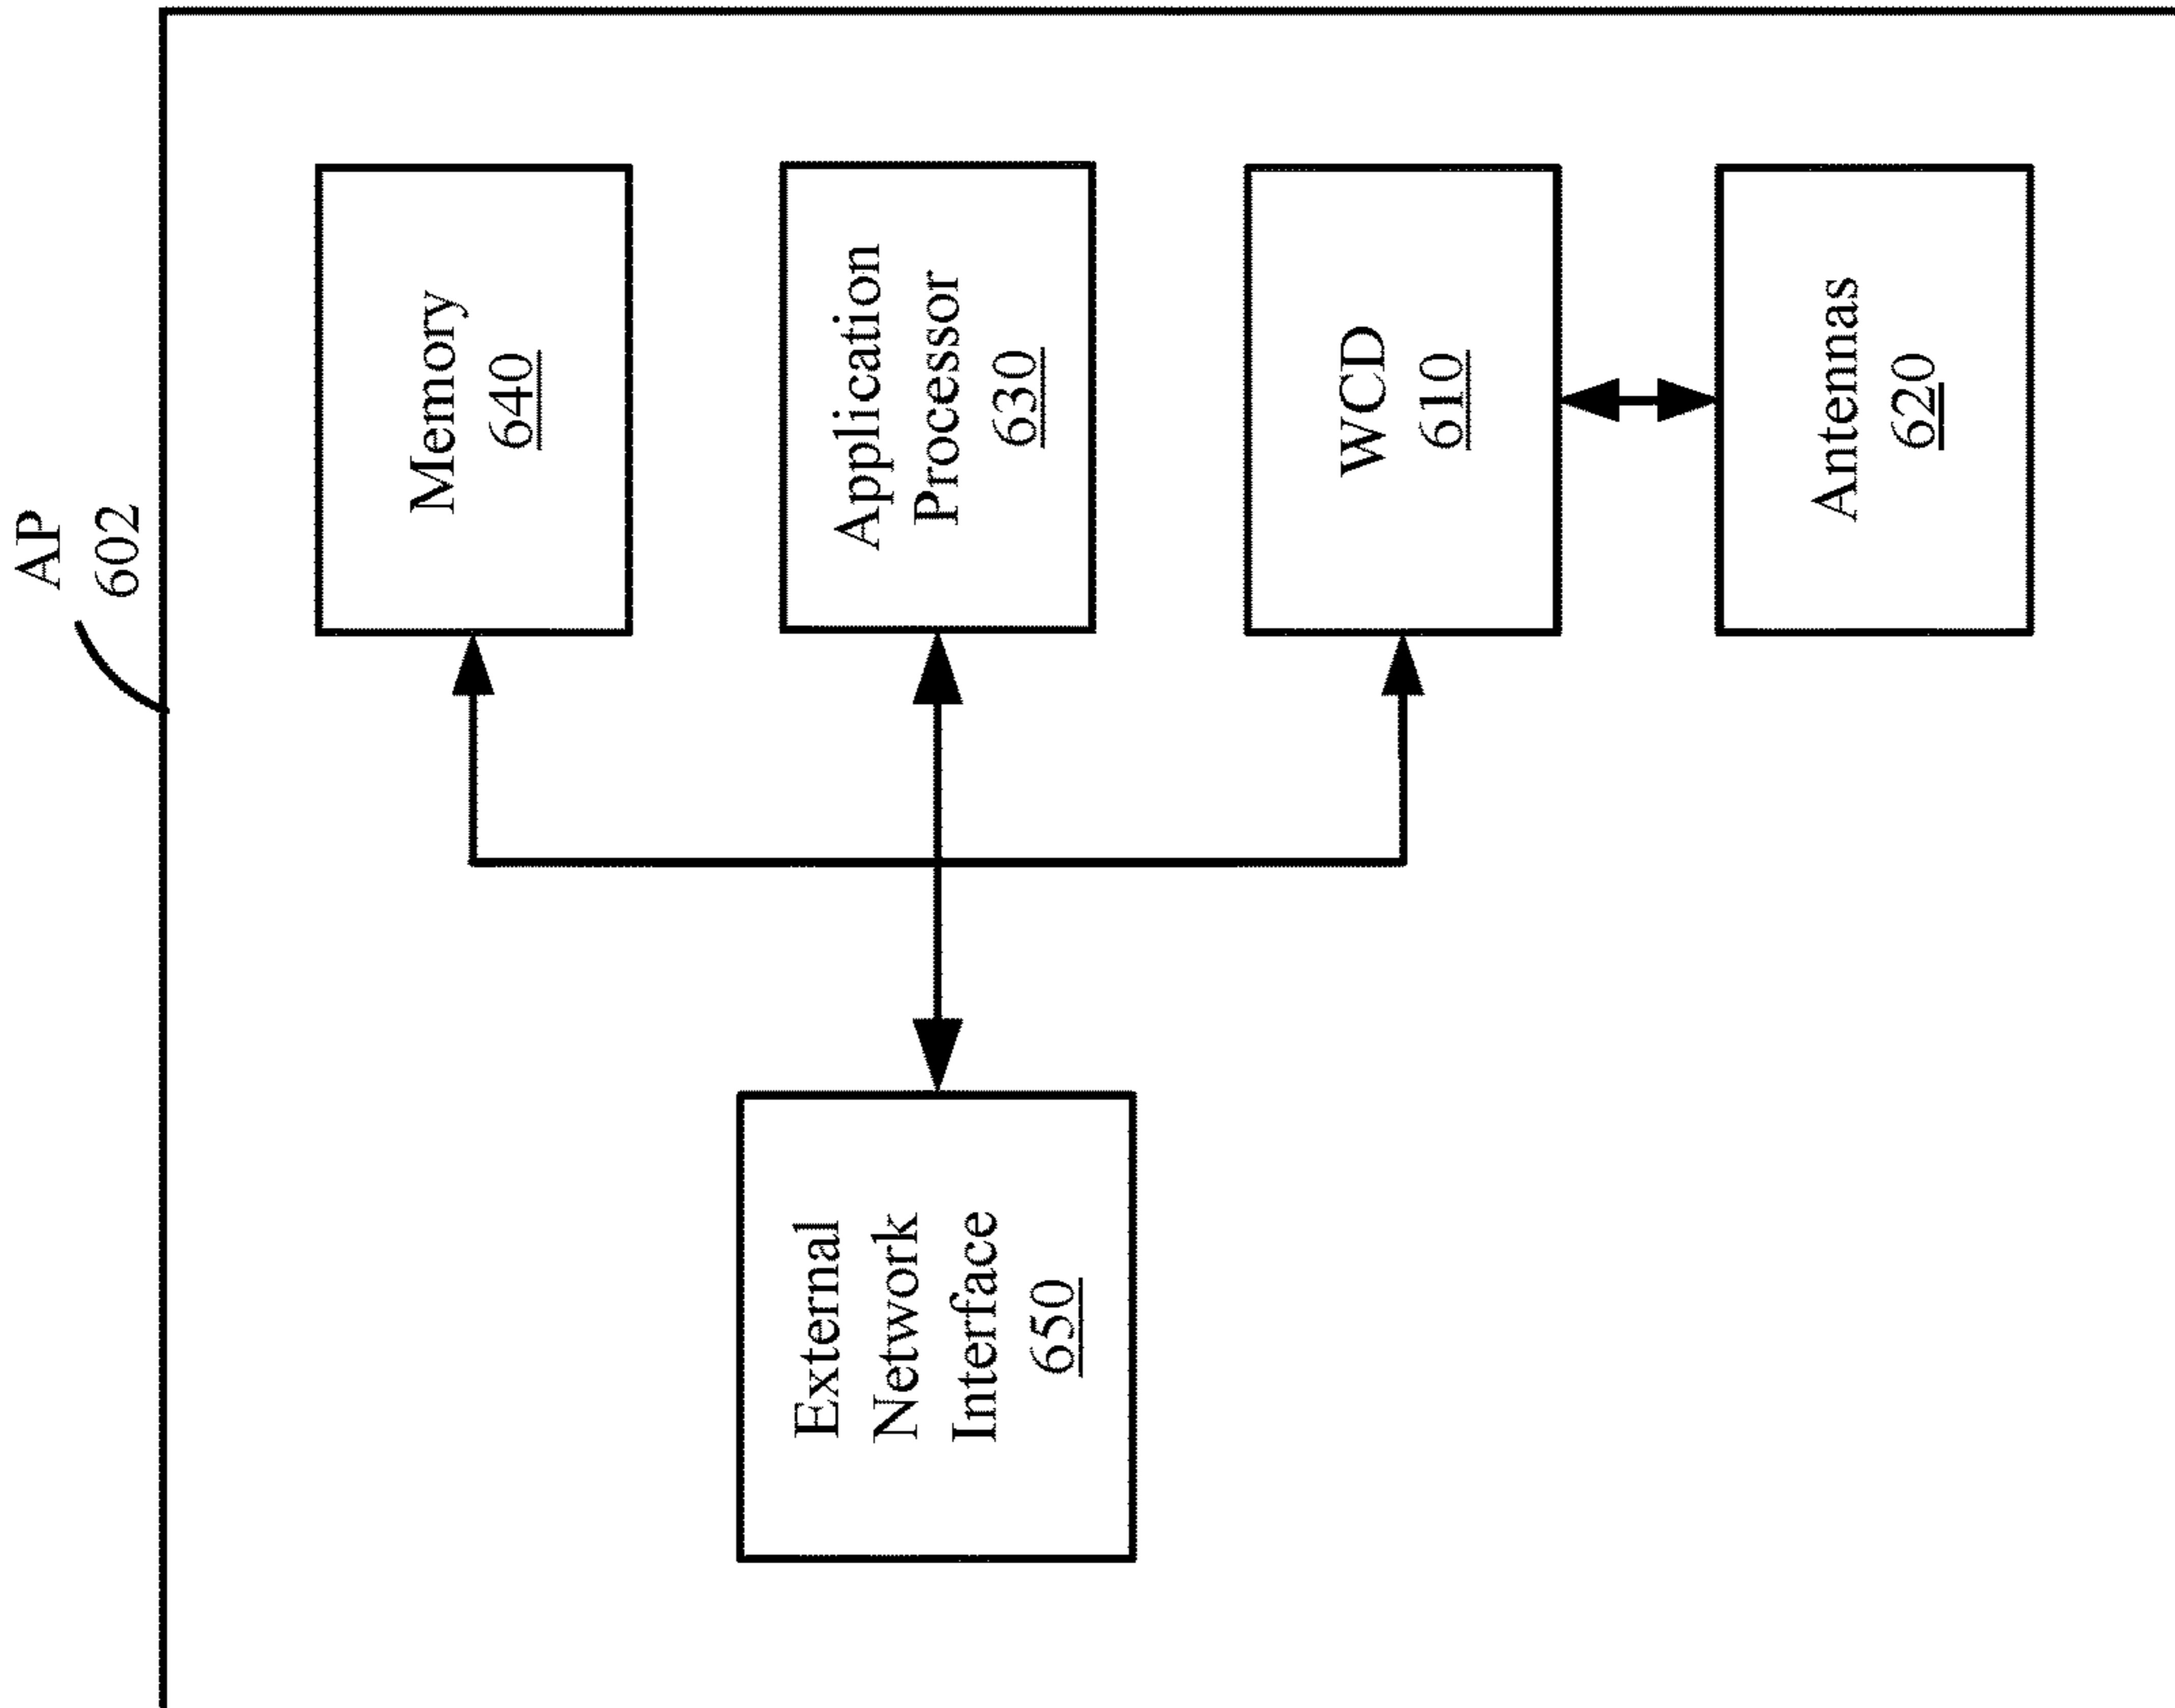 AP
602
Memory
640
Application
Processor
630
WCD
610
Antennas
620
External
Network
Interface
650